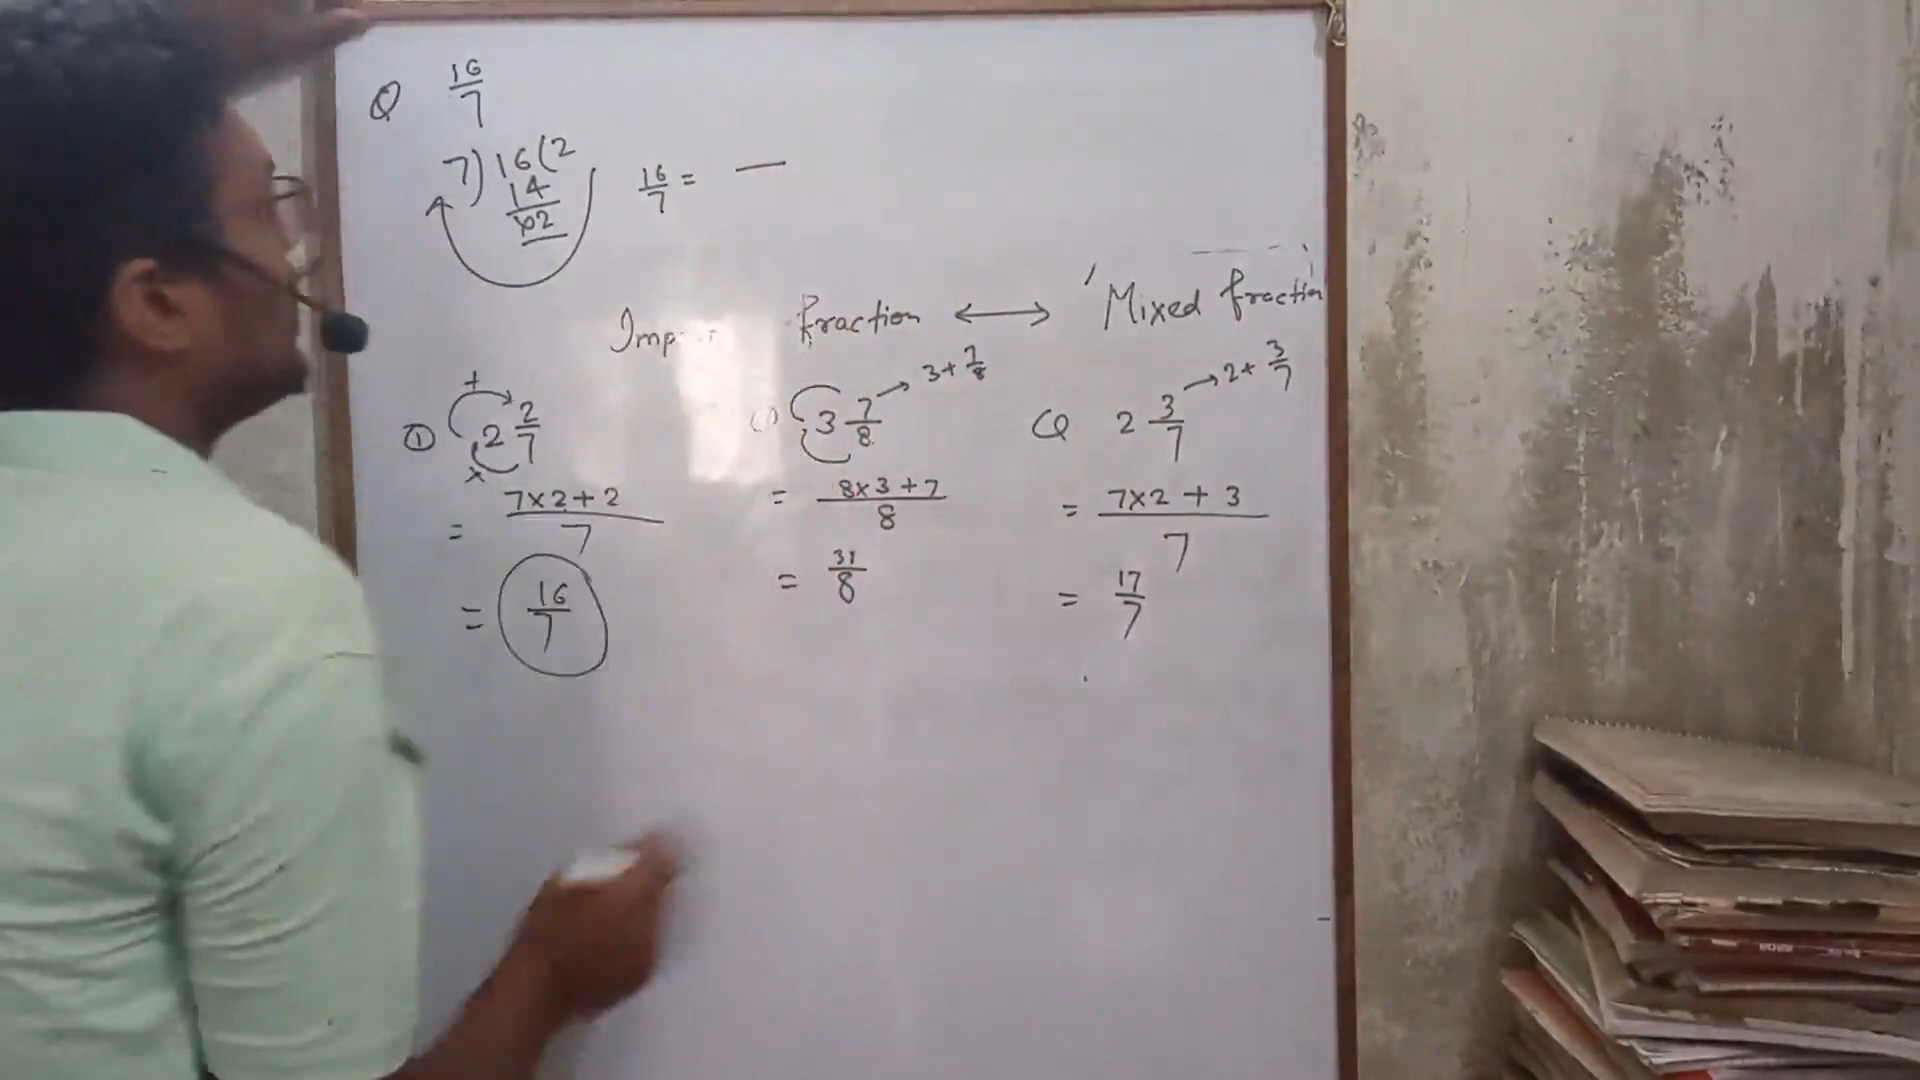 Q 16/7
7) 16 (2
14
02
16/7 = —
Imp fraction ⟷ 'Mixed fraction
① 2 2/7
+
×
= 7×2+2/7
= 16/7
3 7/8 → 3+7/8
= 8×3+7/8
= 31/8
Q 2 3/7 → 2+3/7
= 7×2+3/7
= 17/7